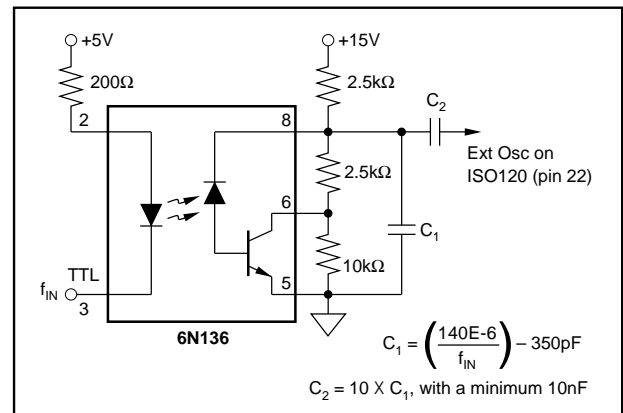 +5V
+15V
200Ω
2.5kΩ
C2
2
8
Ext Osc on
ISO120 (pin 22)
2.5kΩ
6
C1
10kΩ
TTL
fIN
3
5
6N136
C1 = (140E-6 / fIN) – 350pF
C2 = 10 X C1, with a minimum 10nF